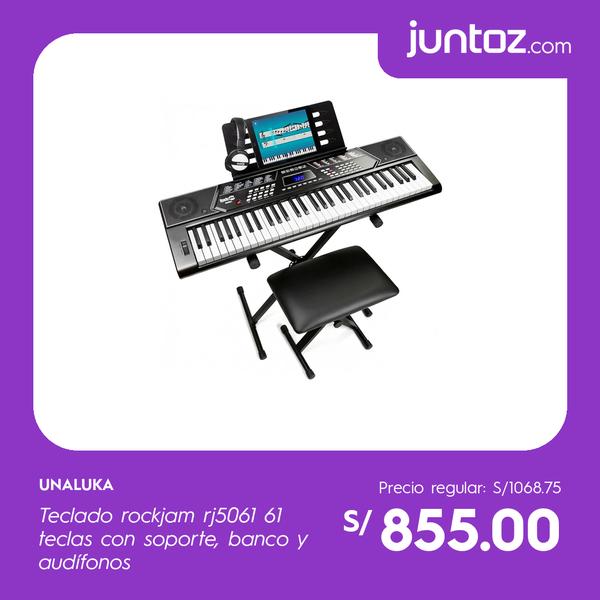 juntoz.com
UNALUKA
Teclado rockjam rj5061 61
teclas con soporte, banco y
audífonos
Precio regular: S/1068.75
S/ 855.00